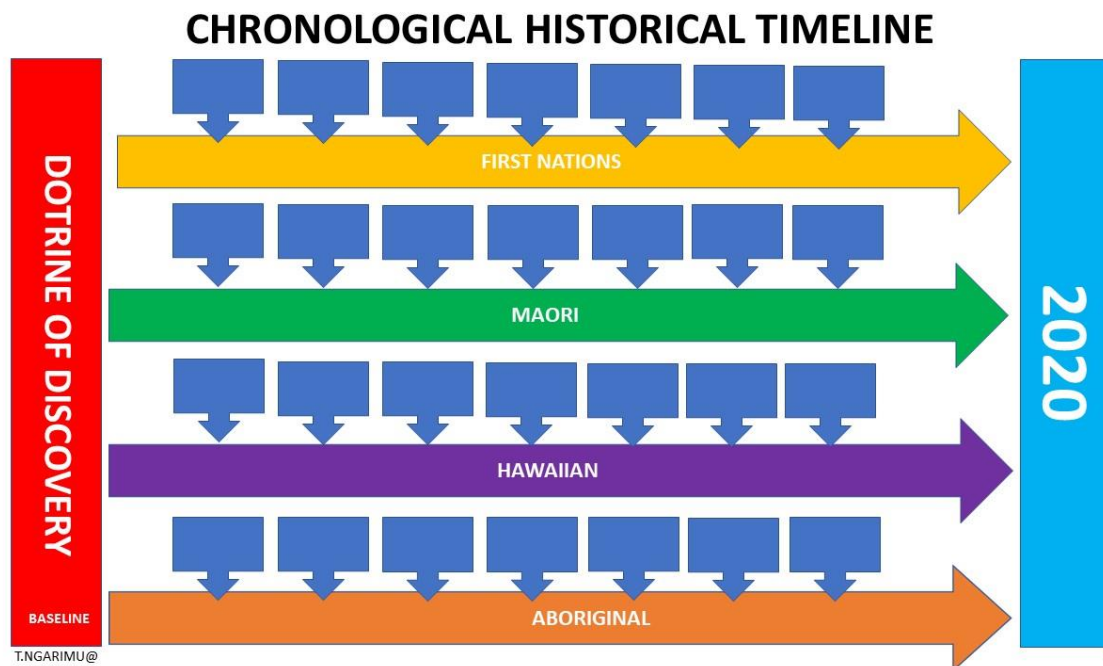 CHRONOLOGICAL HISTORICAL TIMELINE
DOTRINE OF DISCOVERY
BASELINE
FIRST NATIONS
MAORI
HAWAIIAN
ABORIGINAL
2020
T.NGARIMU@